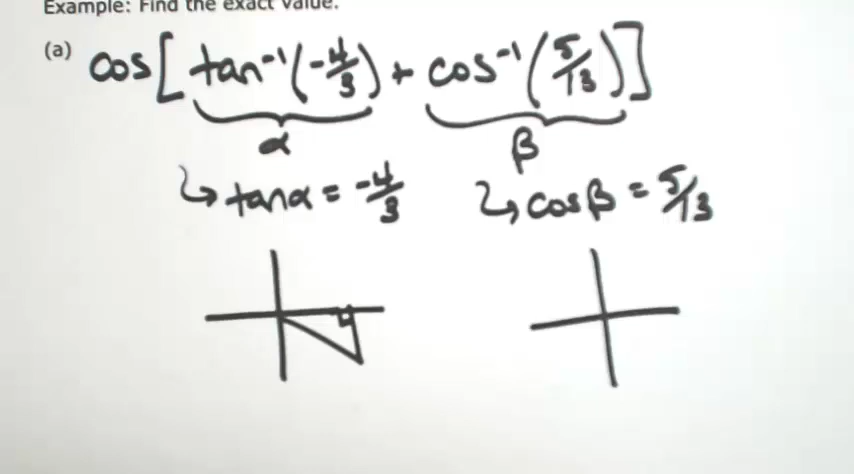 Example: Find the exact value.
(a) cos[tan⁻¹(-4/3) + cos⁻¹(5/13)]
α β
↳ tanα = -4/3 ↳ cosβ = 5/13